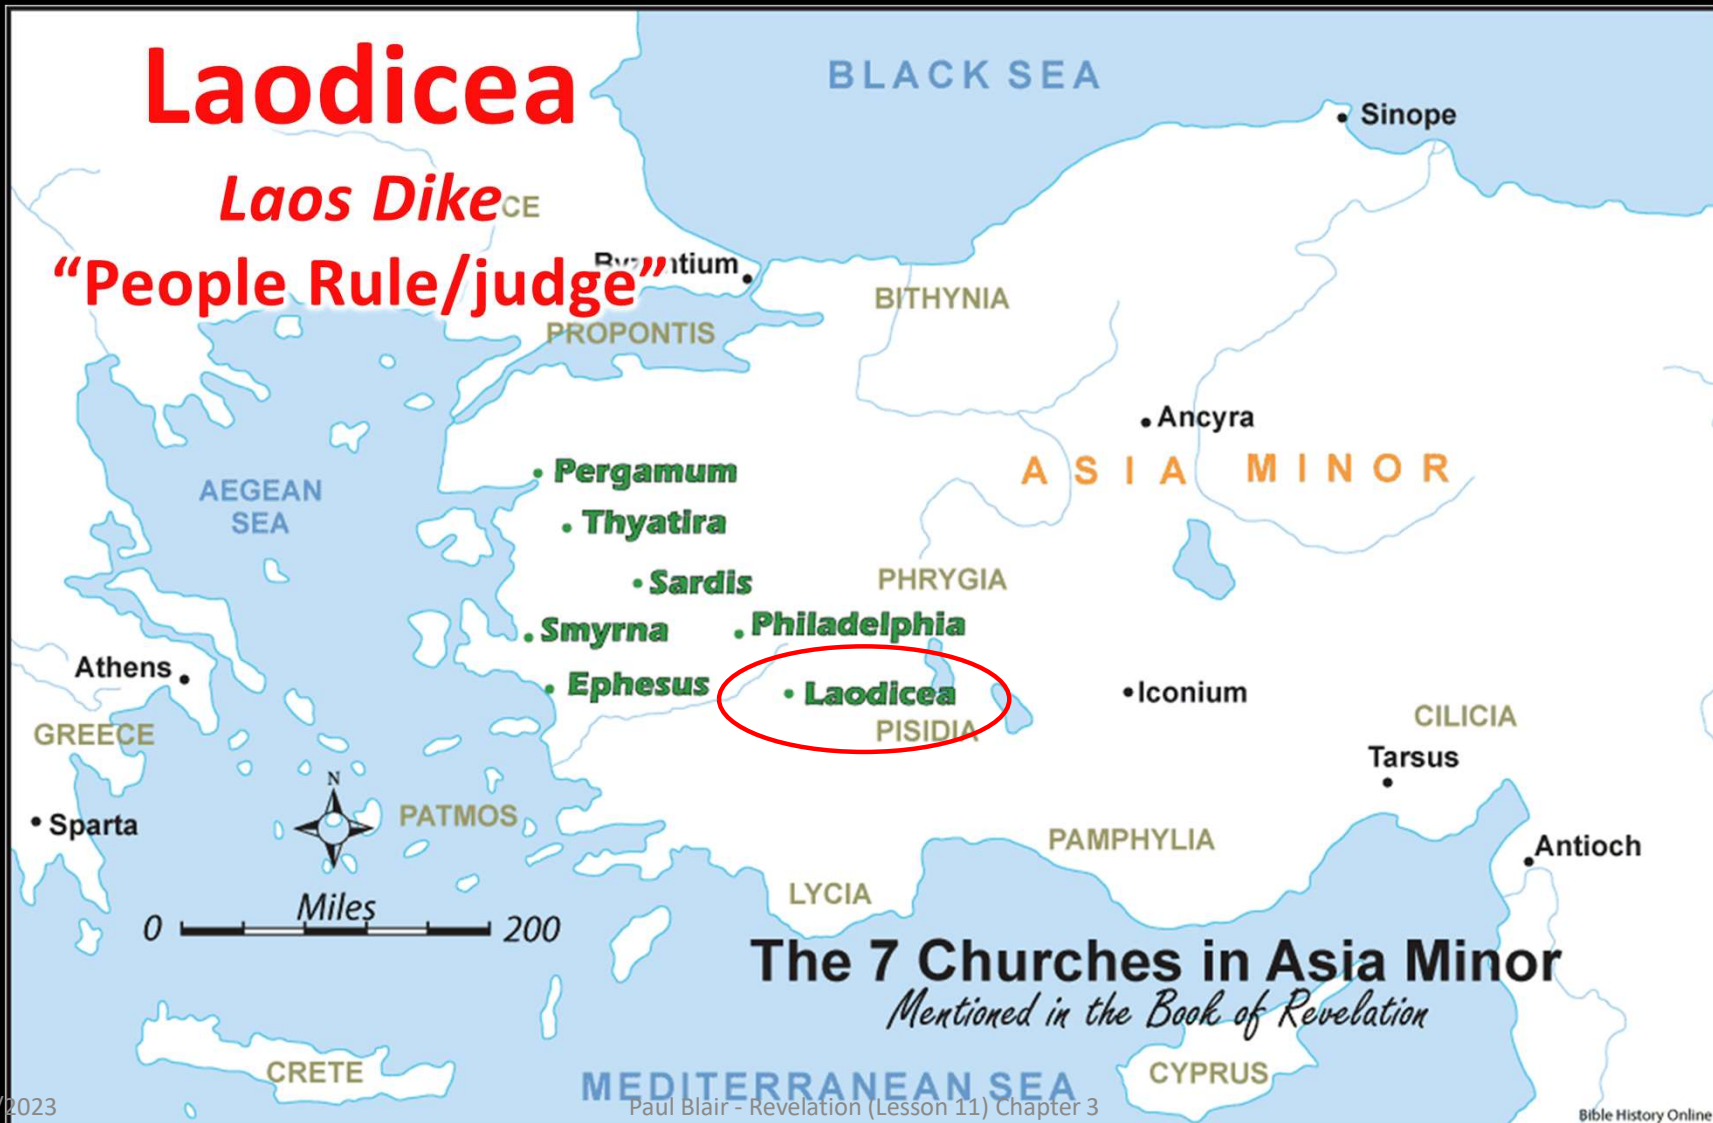 Laodicea
Laos Dike
“People Rule/judge”
CE
BLACK SEA
Sinope
BITHYNIA
PROPONTIS
Ancyra
ASIA MINOR
AEGEAN
SEA
Pergamum
Thyatira
Sardis
PHRYGIA
Smyrna
Philadelphia
Athens
Ephesus
Laodicea
Iconium
GREECE
PISIDIA
CILICIA
Tarsus
N
Sparta
PATMOS
PAMPHYLIA
Antioch
LYCIA
Miles
0 200
The 7 Churches in Asia Minor
Mentioned in the Book of Revelation
CRETE
MEDITERRANEAN SEA
CYPRUS
/2023
Paul Blair - Revelation (Lesson 11) Chapter 3
Bible History Online